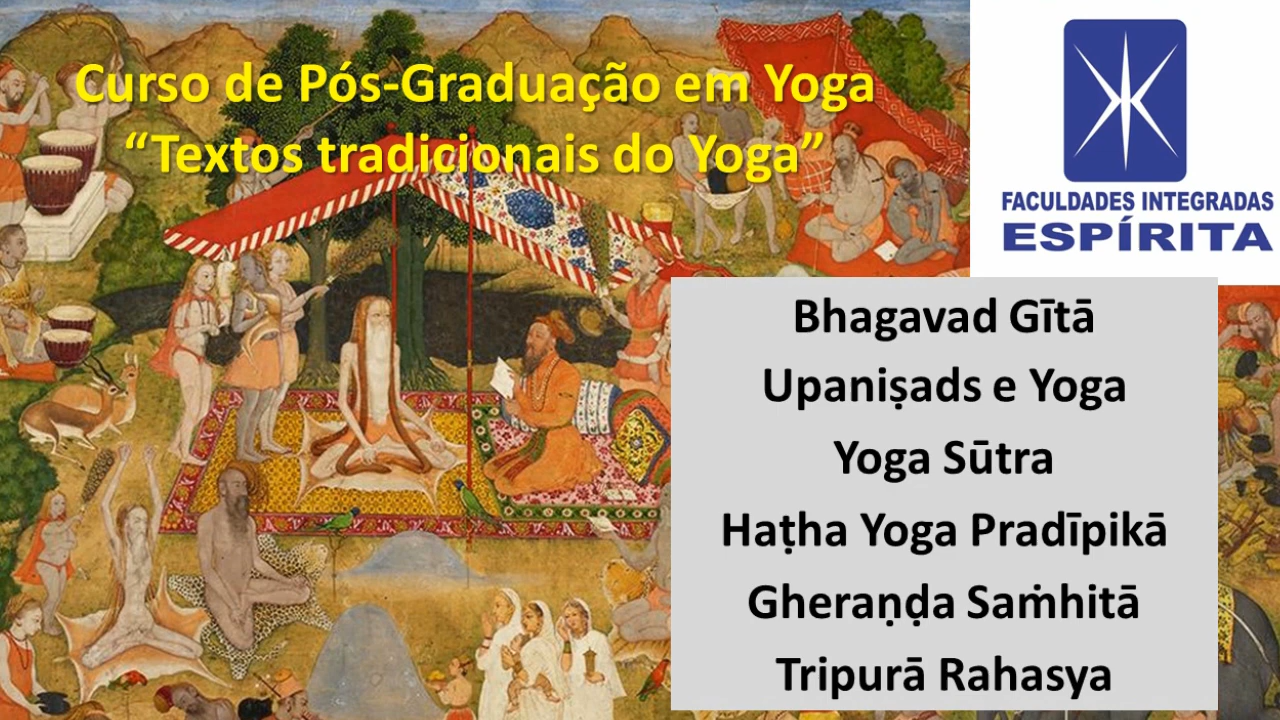 Curso de Pós-Graduação em Yoga
“Textos tradicionais do Yoga”
FACULDADES INTEGRADAS
ESPÍRITA
Bhagavad Gītā
Upaniṣads e Yoga
Yoga Sūtra
Haṭha Yoga Pradīpikā
Gheraṇḍa Saṁhitā
Tripurā Rahasya